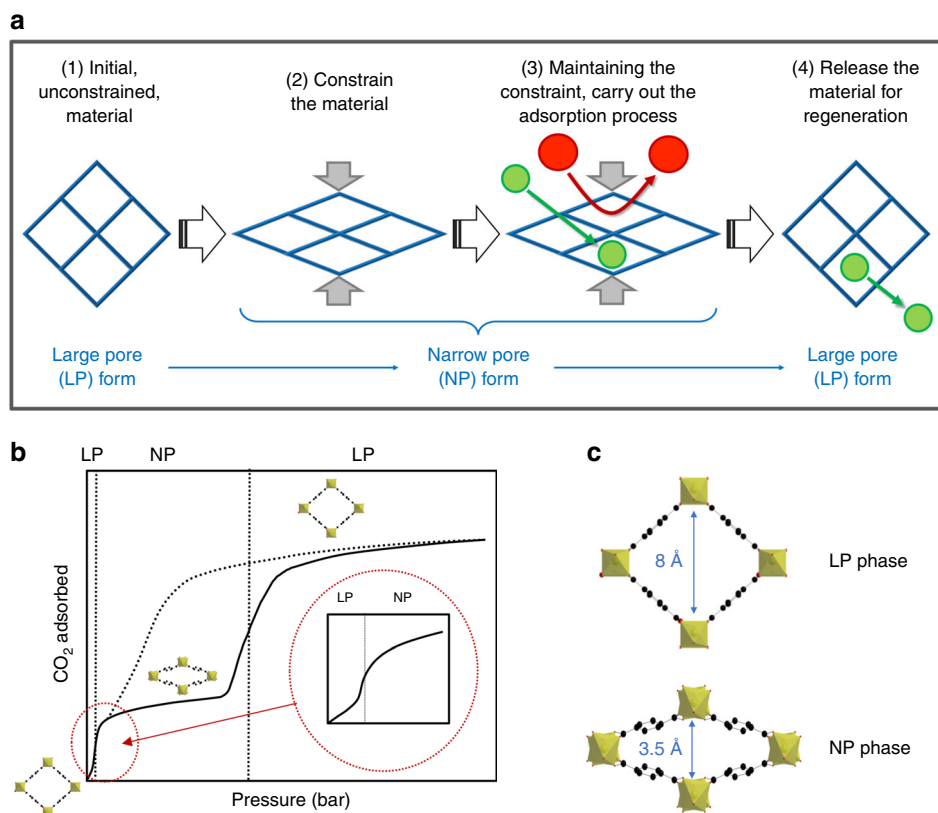 a
(1) Initial,
unconstrained,
material
(2) Constrain
the material
(3) Maintaining the
constraint, carry out the
adsorption process
(4) Release the
material for
regeneration
Large pore
(LP) form
Narrow pore
(NP) form
Large pore
(LP) form
b
LP
NP
LP
CO₂ adsorbed
LP
NP
Pressure (bar)
c
8 Å
LP phase
3.5 Å
NP phase